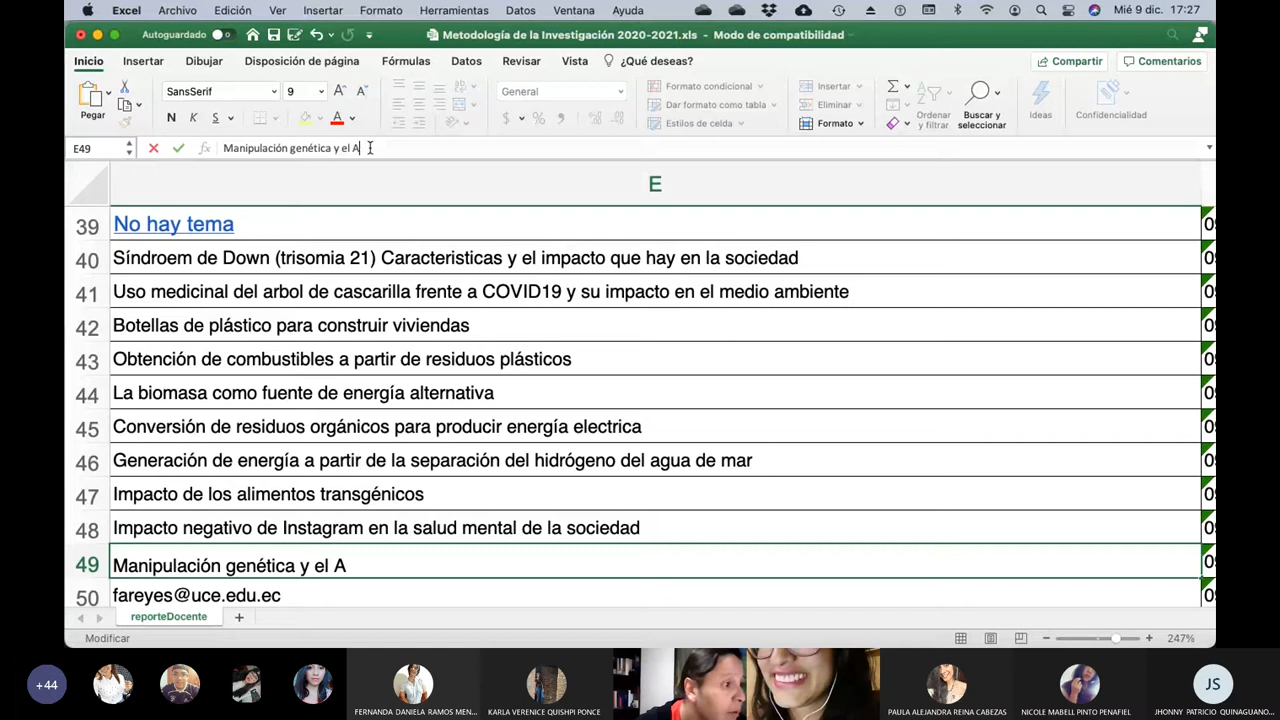 Excel Archivo Edición Ver Insertar Formato Herramientas Datos Ventana Ayuda Mié 9 dic. 17:27
Autoguardado Metodología de la Investigación 2020-2021.xls - Modo de compatibilidad
Inicio Insertar Dibujar Disposición de página Fórmulas Datos Revisar Vista ¿Qué deseas? Compartir Comentarios
Pegar SansSerif 9 General Formato condicional Insertar
Dar formato como tabla Eliminar
N K S Estilos de celda Formato Ordenar y filtrar Buscar y seleccionar Ideas Confidencialidad
E49 fx Manipulación genética y el A
E
39 No hay tema
40 Síndroem de Down (trisomia 21) Caracteristicas y el impacto que hay en la sociedad
41 Uso medicinal del arbol de cascarilla frente a COVID19 y su impacto en el medio ambiente
42 Botellas de plástico para construir viviendas
43 Obtención de combustibles a partir de residuos plásticos
44 La biomasa como fuente de energía alternativa
45 Conversión de residuos orgánicos para producir energía electrica
46 Generación de energía a partir de la separación del hidrógeno del agua de mar
47 Impacto de los alimentos transgénicos
48 Impacto negativo de Instagram en la salud mental de la sociedad
49 Manipulación genética y el A
50 fareyes@uce.edu.ec
reporteDocente
Modificar 247%
+44 JS
FERNANDA DANIELA RAMOS MEN... KARLA VERENICE QUISHPI PONCE PAULA ALEJANDRA REINA CABEZAS NICOLE MABELL PINTO PENAFIEL JHONNY PATRICIO QUINAGUANO...